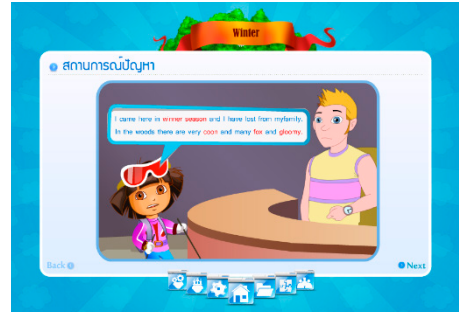 Winter
สถานการณ์ปัญหา
I came here in winner season and I have lost from myfamily.
In the woods there are very coon and many fox and gloomy.
Back
Next